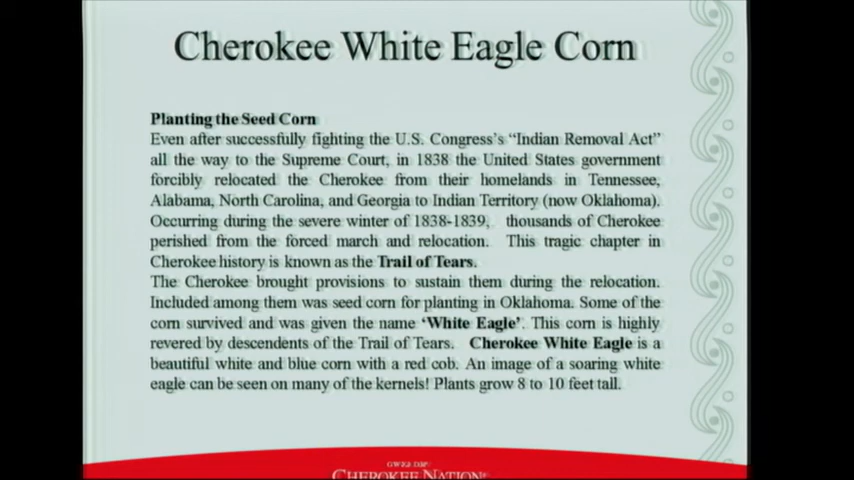 Cherokee White Eagle Corn
Planting the Seed Corn
Even after successfully fighting the U.S. Congress's “Indian Removal Act”
all the way to the Supreme Court, in 1838 the United States government
forcibly relocated the Cherokee from their homelands in Tennessee,
Alabama, North Carolina, and Georgia to Indian Territory (now Oklahoma).
Occurring during the severe winter of 1838-1839, thousands of Cherokee
perished from the forced march and relocation. This tragic chapter in
Cherokee history is known as the Trail of Tears.
The Cherokee brought provisions to sustain them during the relocation.
Included among them was seed corn for planting in Oklahoma. Some of the
corn survived and was given the name ‘White Eagle’. This corn is highly
revered by descendents of the Trail of Tears. Cherokee White Eagle is a
beautiful white and blue corn with a red cob. An image of a soaring white
eagle can be seen on many of the kernels! Plants grow 8 to 10 feet tall.
CHEROKEE NATION